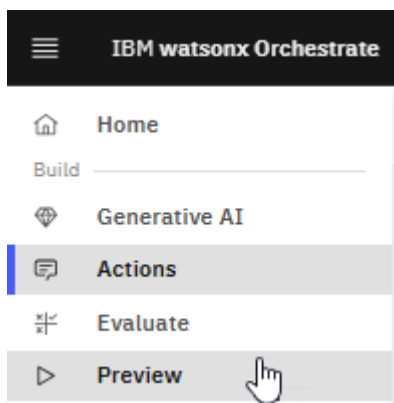 IBM watsonx Orchestrate
Home
Build
Generative AI
Actions
Evaluate
Preview